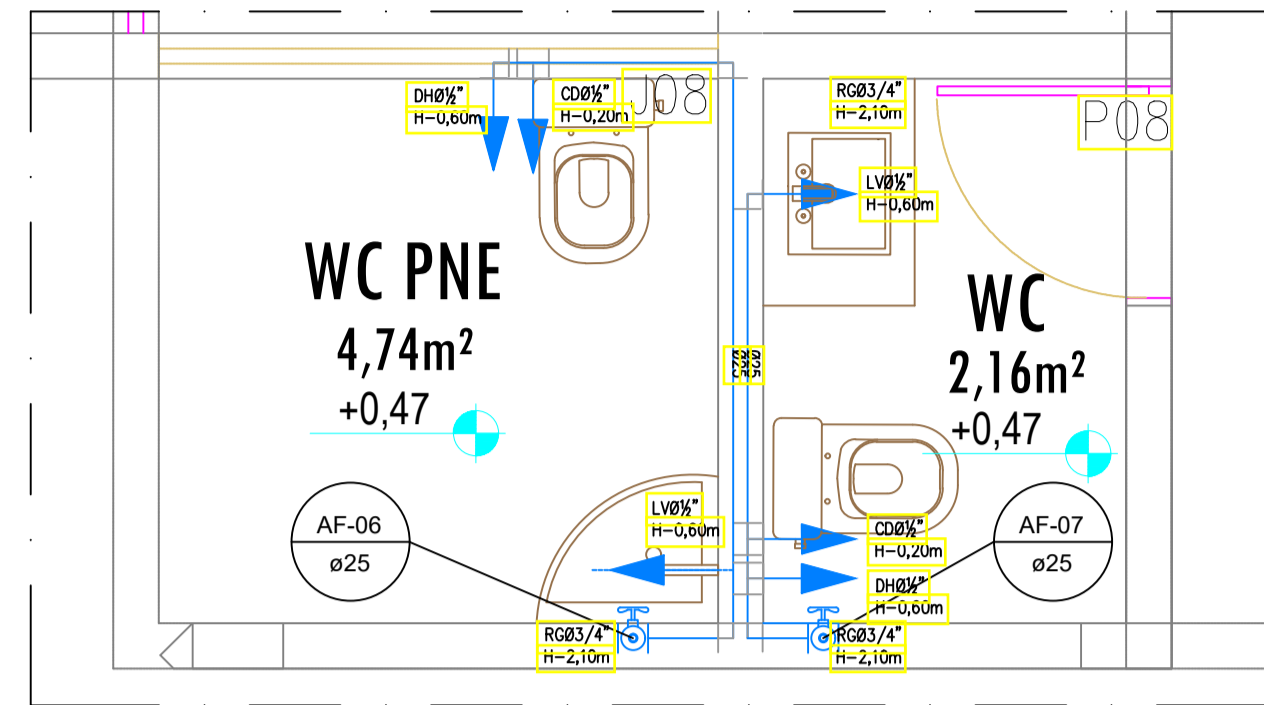 DHØ½"
H-0,60m
CDØ½"
H-0,20m
J08
RGØ3/4"
H-2,10m
P08
LVØ½"
H-0,60m
WC PNE
4,74m²
+0,47
WC
2,16m²
+0,47
Ø25
AF-06
ø25
LVØ½"
H-0,60m
CDØ½"
H-0,20m
DHØ½"
H-0,60m
AF-07
ø25
RGØ3/4"
H-2,10m
RGØ3/4"
H-2,10m